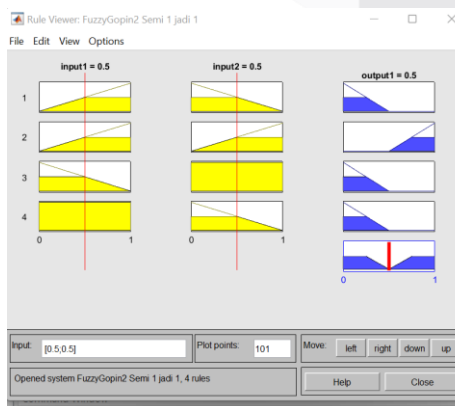 Rule Viewer: FuzzyGopin2 Semi 1 jadi 1
File Edit View Options
input1 = 0.5 input2 = 0.5 output1 = 0.5
1
2
3
4
0 1 0 1
0 1
Input: [0.5;0.5] Plot points: 101 Move: left right down up
Opened system FuzzyGopin2 Semi 1 jadi 1, 4 rules Help Close